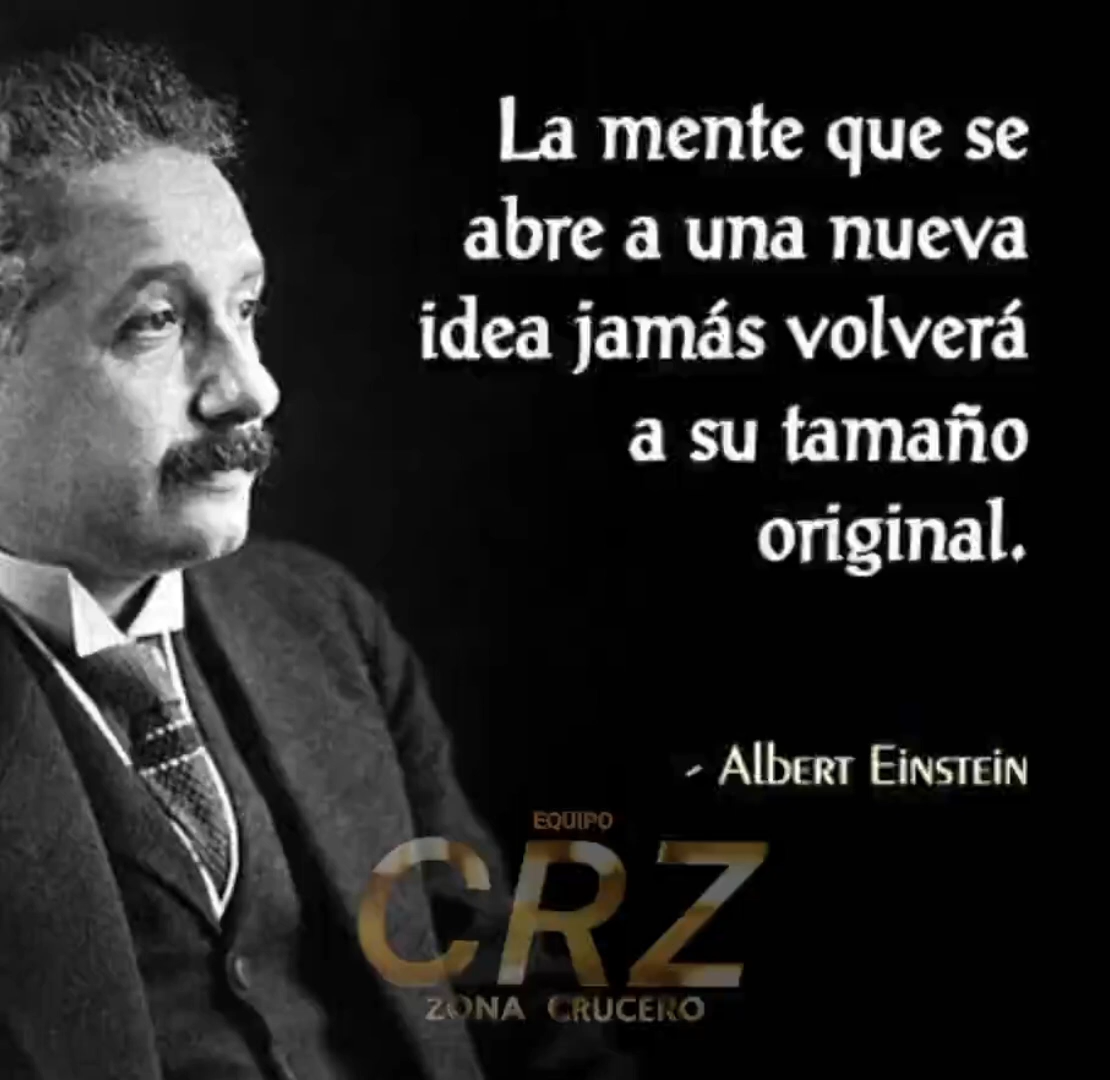 La mente que se
abre a una nueva
idea jamás volverá
a su tamaño
original.
- Albert Einstein
EQUIPO
CRZ
ZONA CRUCERO